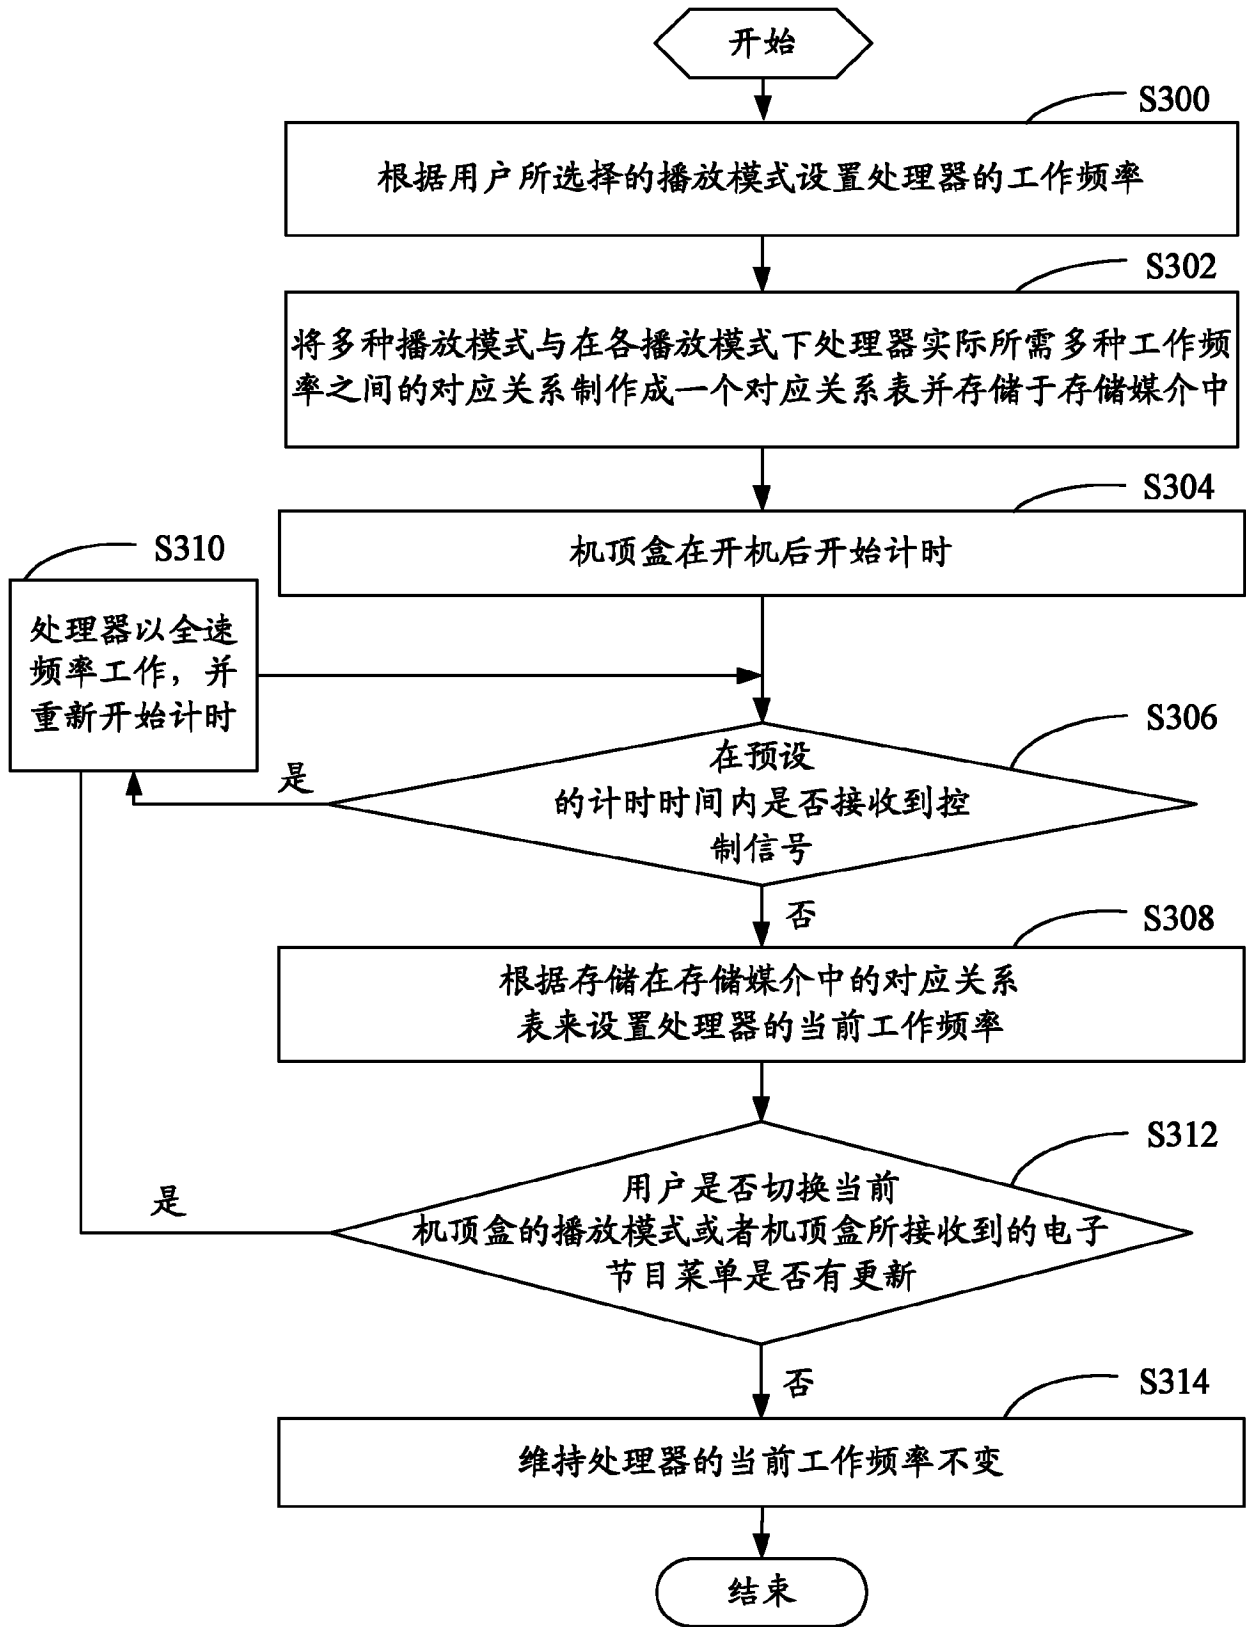 开始
S300
根据用户所选择的播放模式设置处理器的工作频率
S302
将多种播放模式与在各播放模式下处理器实际所需多种工作频
率之间的对应关系制作成一个对应关系表并存储于存储媒介中
S304
机顶盒在开机后开始计时
S310
处理器以全速
频率工作，并
重新开始计时
S306
在预设
的计时时间内是否接收到控
制信号
是
否
S308
根据存储在存储媒介中的对应关系
表来设置处理器的当前工作频率
S312
用户是否切换当前
机顶盒的播放模式或者机顶盒所接收到的电子
节目菜单是否有更新
是
否
S314
维持处理器的当前工作频率不变
结束